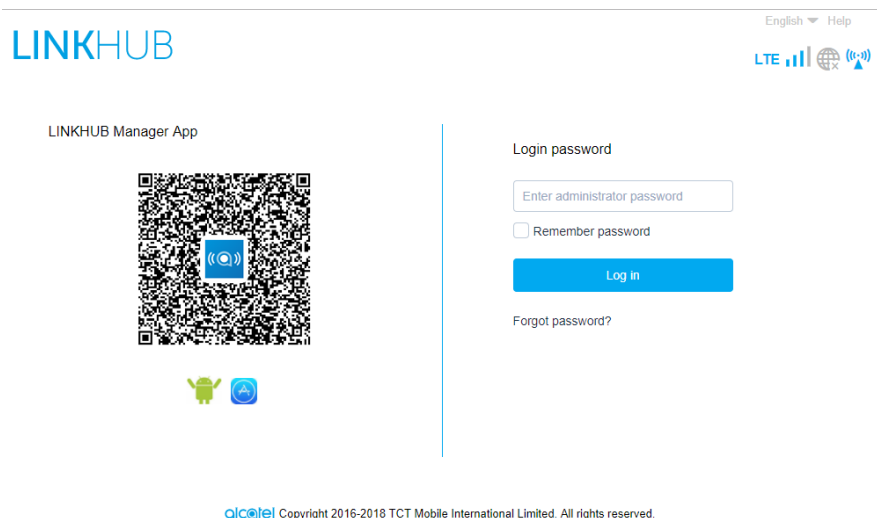 English Help
LINKHUB
LTE
LINKHUB Manager App
Login password
Enter administrator password
Remember password
Log in
Forgot password?
alcatel Copyright 2016-2018 TCT Mobile International Limited. All rights reserved.